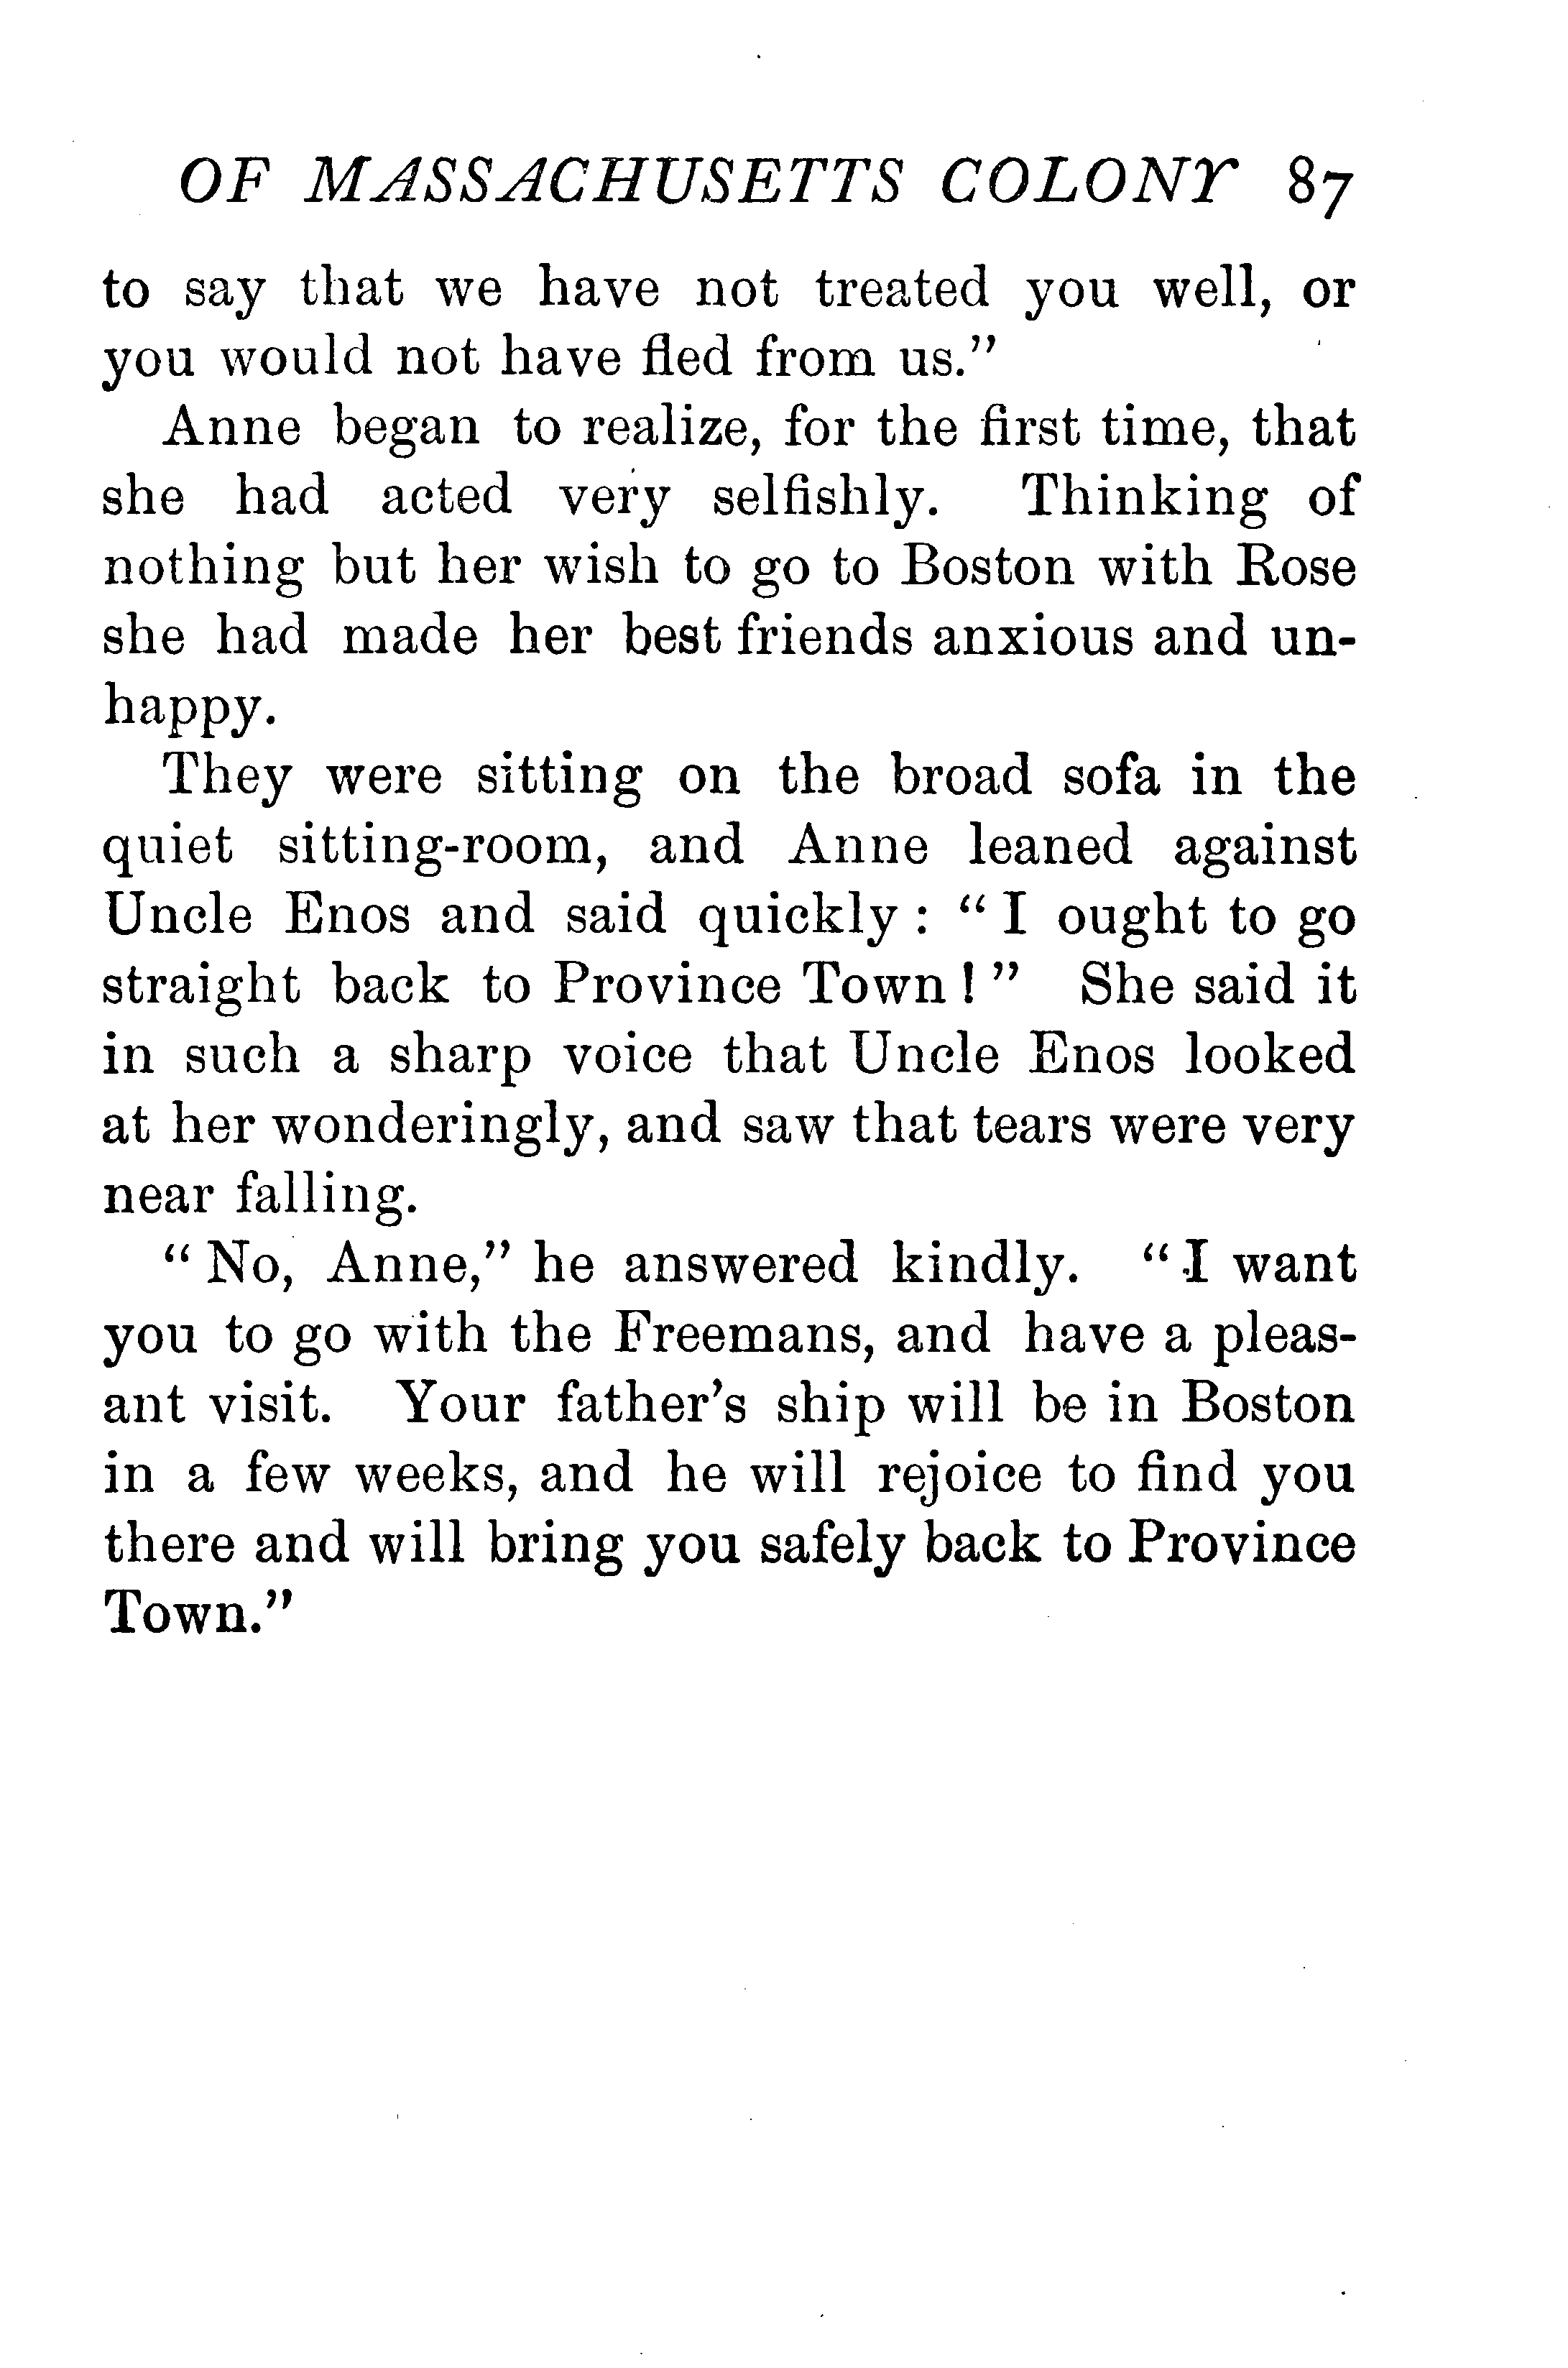 OF MASSACHUSETTS COLONY 87
to say that we have not treated you well, or
you would not have fled from us."
Anne began to realize, for the first time, that
she had acted very selfishly. Thinking of
nothing but her wish to go to Boston with Rose
she had made her best friends anxious and un-
happy.
They were sitting on the broad sofa in the
quiet sitting-room, and Anne leaned against
Uncle Enos and said quickly: "I ought to go
straight back to Province Town!" She said it
in such a sharp voice that Uncle Enos looked
at her wonderingly, and saw that tears were very
near falling.
"No, Anne," he answered kindly. "I want
you to go with the Freemans, and have a pleas-
ant visit. Your father's ship will be in Boston
in a few weeks, and he will rejoice to find you
there and will bring you safely back to Province
Town."